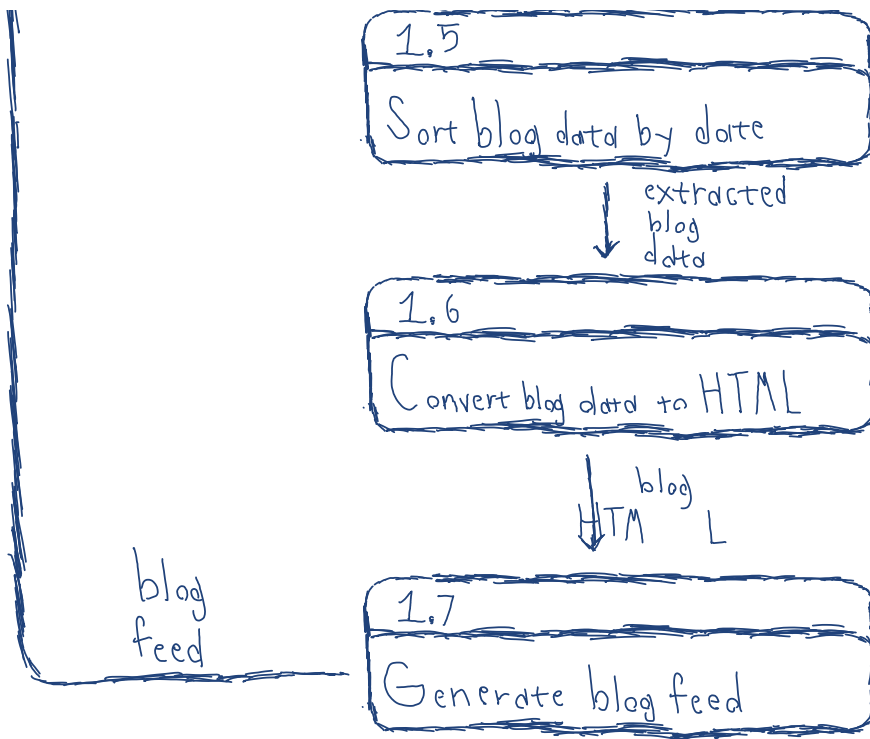 1.5
Sort blog data by date
extracted
blog
data
1.6
Convert blog data to HTML
blog
HTM L
blog
feed
1.7
Generate blog feed